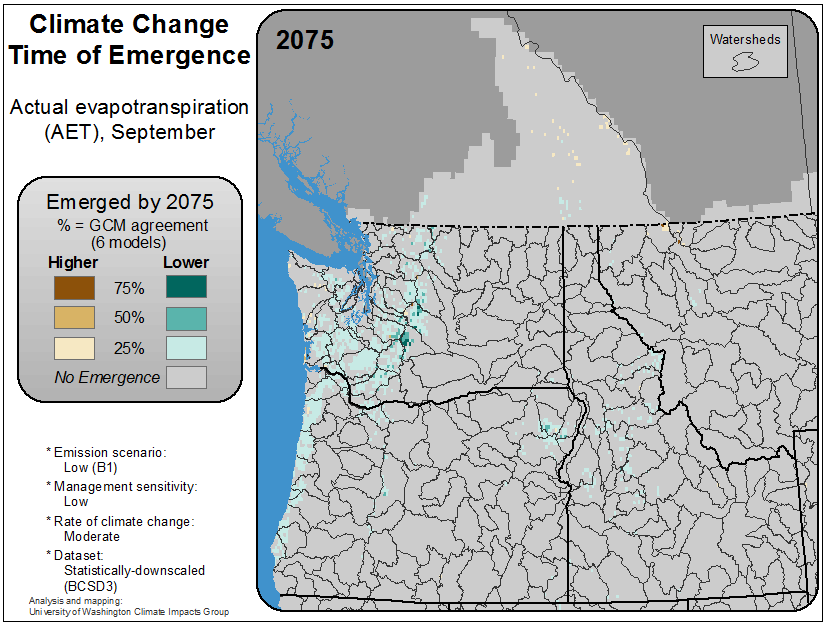 Climate Change
Time of Emergence
Actual evapotranspiration
(AET), September
Emerged by 2075
% = GCM agreement
(6 models)
Higher Lower
75%
50%
25%
No Emergence
* Emission scenario:
Low (B1)
* Management sensitivity:
Low
* Rate of climate change:
Moderate
* Dataset:
Statistically-downscaled
(BCSD3)
Analysis and mapping:
University of Washington Climate Impacts Group
2075
Watersheds